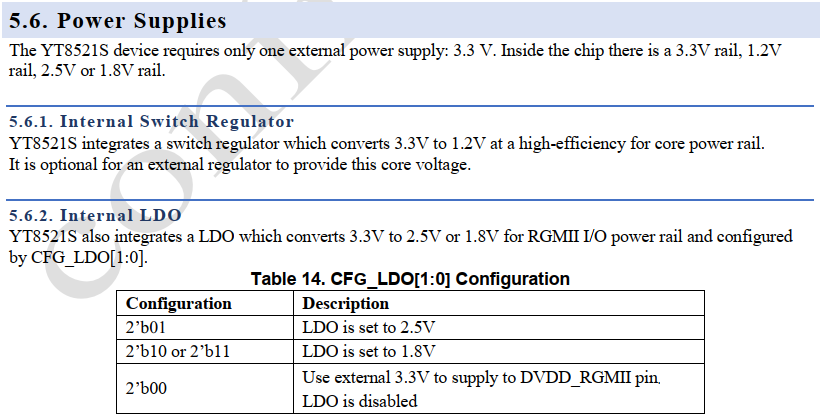 5.6. Power Supplies
The YT8521S device requires only one external power supply: 3.3 V. Inside the chip there is a 3.3V rail, 1.2V
rail, 2.5V or 1.8V rail.
5.6.1. Internal Switch Regulator
YT8521S integrates a switch regulator which converts 3.3V to 1.2V at a high-efficiency for core power rail.
It is optional for an external regulator to provide this core voltage.
5.6.2. Internal LDO
YT8521S also integrates a LDO which converts 3.3V to 2.5V or 1.8V for RGMII I/O power rail and configured
by CFG_LDO[1:0].
Table 14. CFG_LDO[1:0] Configuration
Configuration Description
2’b01 LDO is set to 2.5V
2’b10 or 2’b11 LDO is set to 1.8V
2’b00 Use external 3.3V to supply to DVDD_RGMII pin,
LDO is disabled